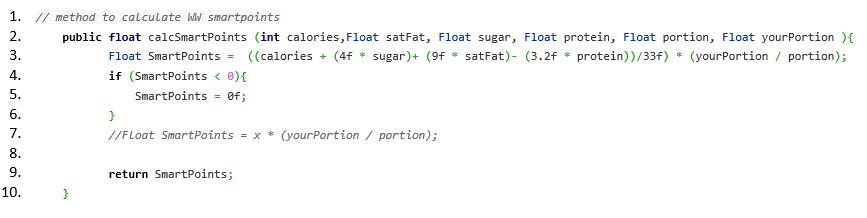 1. // method to calculate WW smartpoints
2. public float calcSmartPoints (int calories,Float satFat, Float sugar, Float protein, Float portion, Float yourPortion ){
3. Float SmartPoints =  ((calories + (4f * sugar)+ (9f * satFat)- (3.2f * protein))/33f) * (yourPortion / portion);
4. if (SmartPoints < 0){
5. SmartPoints = 0f;
6. }
7. //Float SmartPoints = x * (yourPortion / portion);
8.
9. return SmartPoints;
10. }